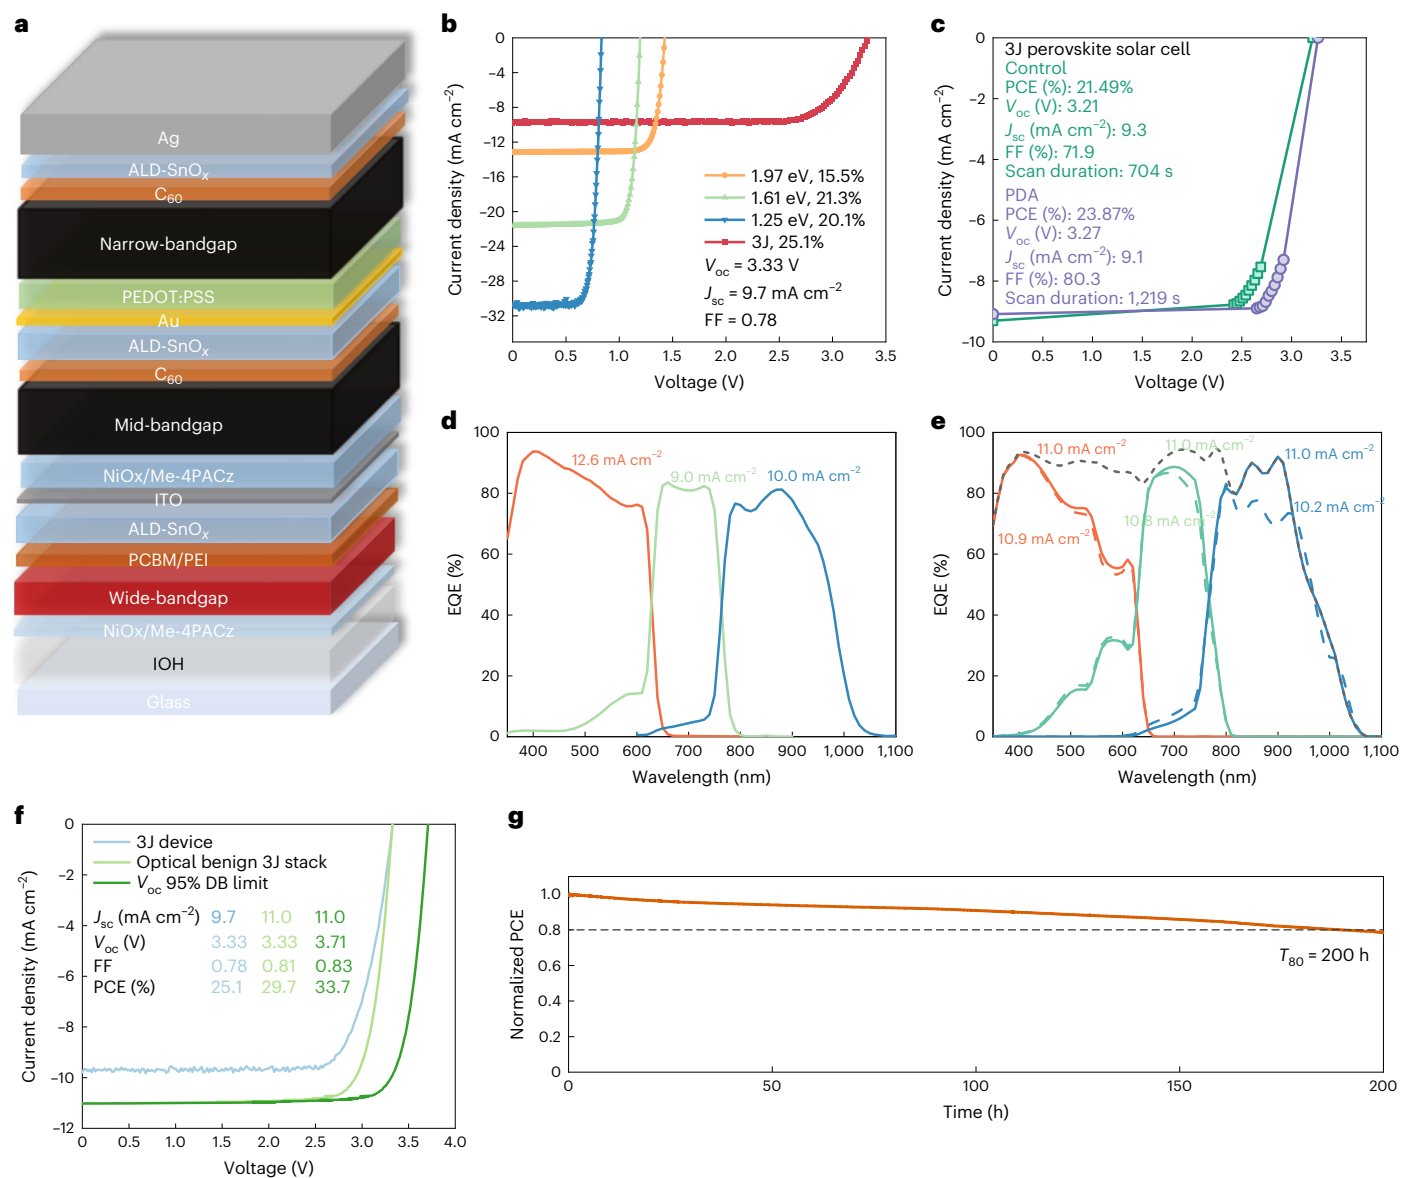 a
Ag
ALD-SnOx
C60
Narrow-bandgap
PEDOT:PSS
Au
ALD-SnOx
C60
Mid-bandgap
NiOx/Me-4PACz
ITO
ALD-SnOx
PCBM/PEI
Wide-bandgap
NiOx/Me-4PACz
IOH
Glass
b
Current density (mA cm−2)
0
−4
−8
−12
−16
−20
−24
−28
−32
1.97 eV, 15.5%
1.61 eV, 21.3%
1.25 eV, 20.1%
3J, 25.1%
Voc = 3.33 V
Jsc = 9.7 mA cm−2
FF = 0.78
0 0.5 1.0 1.5 2.0 2.5 3.0 3.5
Voltage (V)
c
Current density (mA cm−2)
0
−2
−4
−6
−8
−10
3J perovskite solar cell
Control
PCE (%): 21.49%
Voc (V): 3.21
Jsc (mA cm−2): 9.3
FF (%): 71.9
Scan duration: 704 s
PDA
PCE (%): 23.87%
Voc (V): 3.27
Jsc (mA cm−2): 9.1
FF (%): 80.3
Scan duration: 1,219 s
0 0.5 1.0 1.5 2.0 2.5 3.0 3.5
Voltage (V)
d
EQE (%)
100
80
60
40
20
0
12.6 mA cm−2
9.0 mA cm−2
10.0 mA cm−2
400 500 600 700 800 900 1,000 1,100
Wavelength (nm)
e
EQE (%)
100
80
60
40
20
0
11.0 mA cm−2
11.0 mA cm−2
11.0 mA cm−2
10.9 mA cm−2
10.8 mA cm−2
10.2 mA cm−2
400 500 600 700 800 900 1,000 1,100
Wavelength (nm)
f
Current density (mA cm−2)
0
−2
−4
−6
−8
−10
−12
3J device
Optical benign 3J stack
Voc 95% DB limit
Jsc (mA cm−2) 9.7 11.0 11.0
Voc (V) 3.33 3.33 3.71
FF 0.78 0.81 0.83
PCE (%) 25.1 29.7 33.7
0 0.5 1.0 1.5 2.0 2.5 3.0 3.5 4.0
Voltage (V)
g
Normalized PCE
1.0
0.8
0.6
0.4
0.2
0
T80 = 200 h
0 50 100 150 200
Time (h)